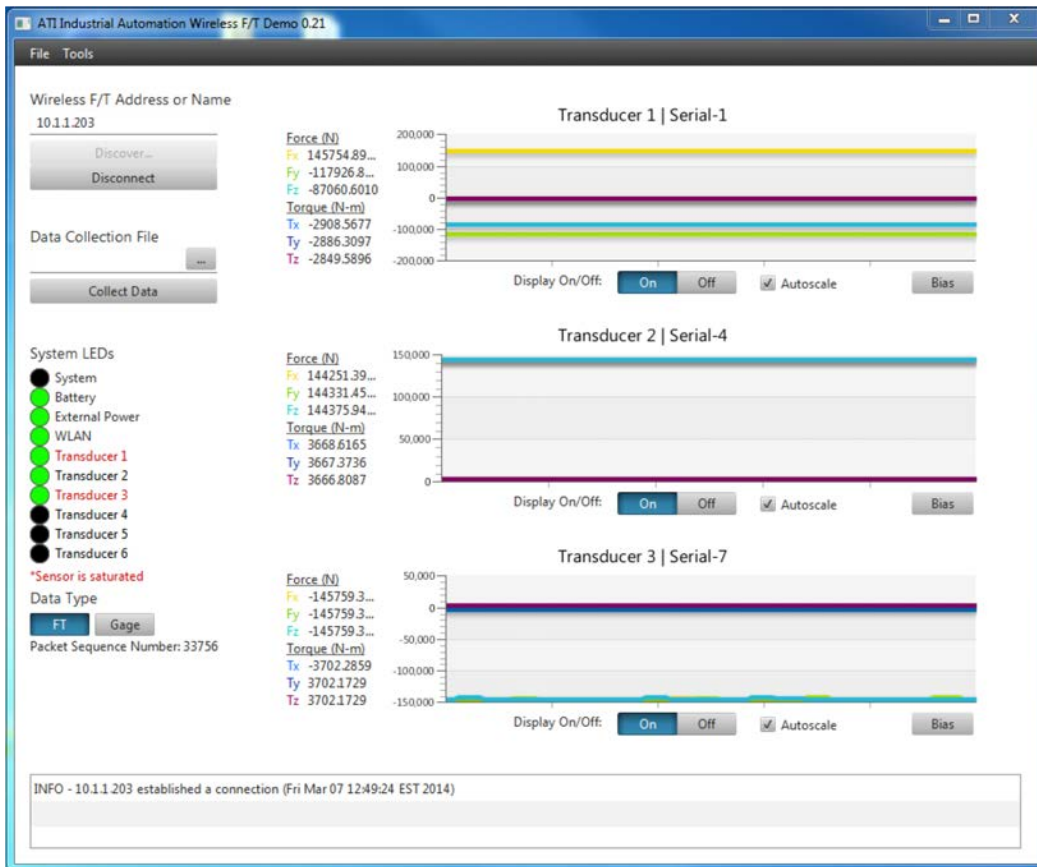 ATI Industrial Automation Wireless F/T Demo 0.21
File Tools
Wireless F/T Address or Name
10.1.1.203
Discover...
Disconnect
Data Collection File
...
Collect Data
System LEDs
System
Battery
External Power
WLAN
Transducer 1
Transducer 2
Transducer 3
Transducer 4
Transducer 5
Transducer 6
*Sensor is saturated
Data Type
FT Gage
Packet Sequence Number: 33756
Transducer 1 | Serial-1
Force (N)
Fx 145754.89...
Fy -117926.8...
Fz -87060.6010
Torque (N-m)
Tx -2908.5677
Ty -2886.3097
Tz -2849.5896
200,000
100,000
0
-100,000
-200,000
Display On/Off: On Off Autoscale Bias
Transducer 2 | Serial-4
Force (N)
Fx 144251.39...
Fy 144331.45...
Fz 144375.94...
Torque (N-m)
Tx 3668.6165
Ty 3667.3736
Tz 3666.8087
150,000
100,000
50,000
0
Display On/Off: On Off Autoscale Bias
Transducer 3 | Serial-7
Force (N)
Fx -145759.3...
Fy -145759.3...
Fz -145759.3...
Torque (N-m)
Tx -3702.2859
Ty 3702.1729
Tz 3702.1729
50,000
0
-50,000
-100,000
-150,000
Display On/Off: On Off Autoscale Bias
INFO - 10.1.1.203 established a connection (Fri Mar 07 12:49:24 EST 2014)